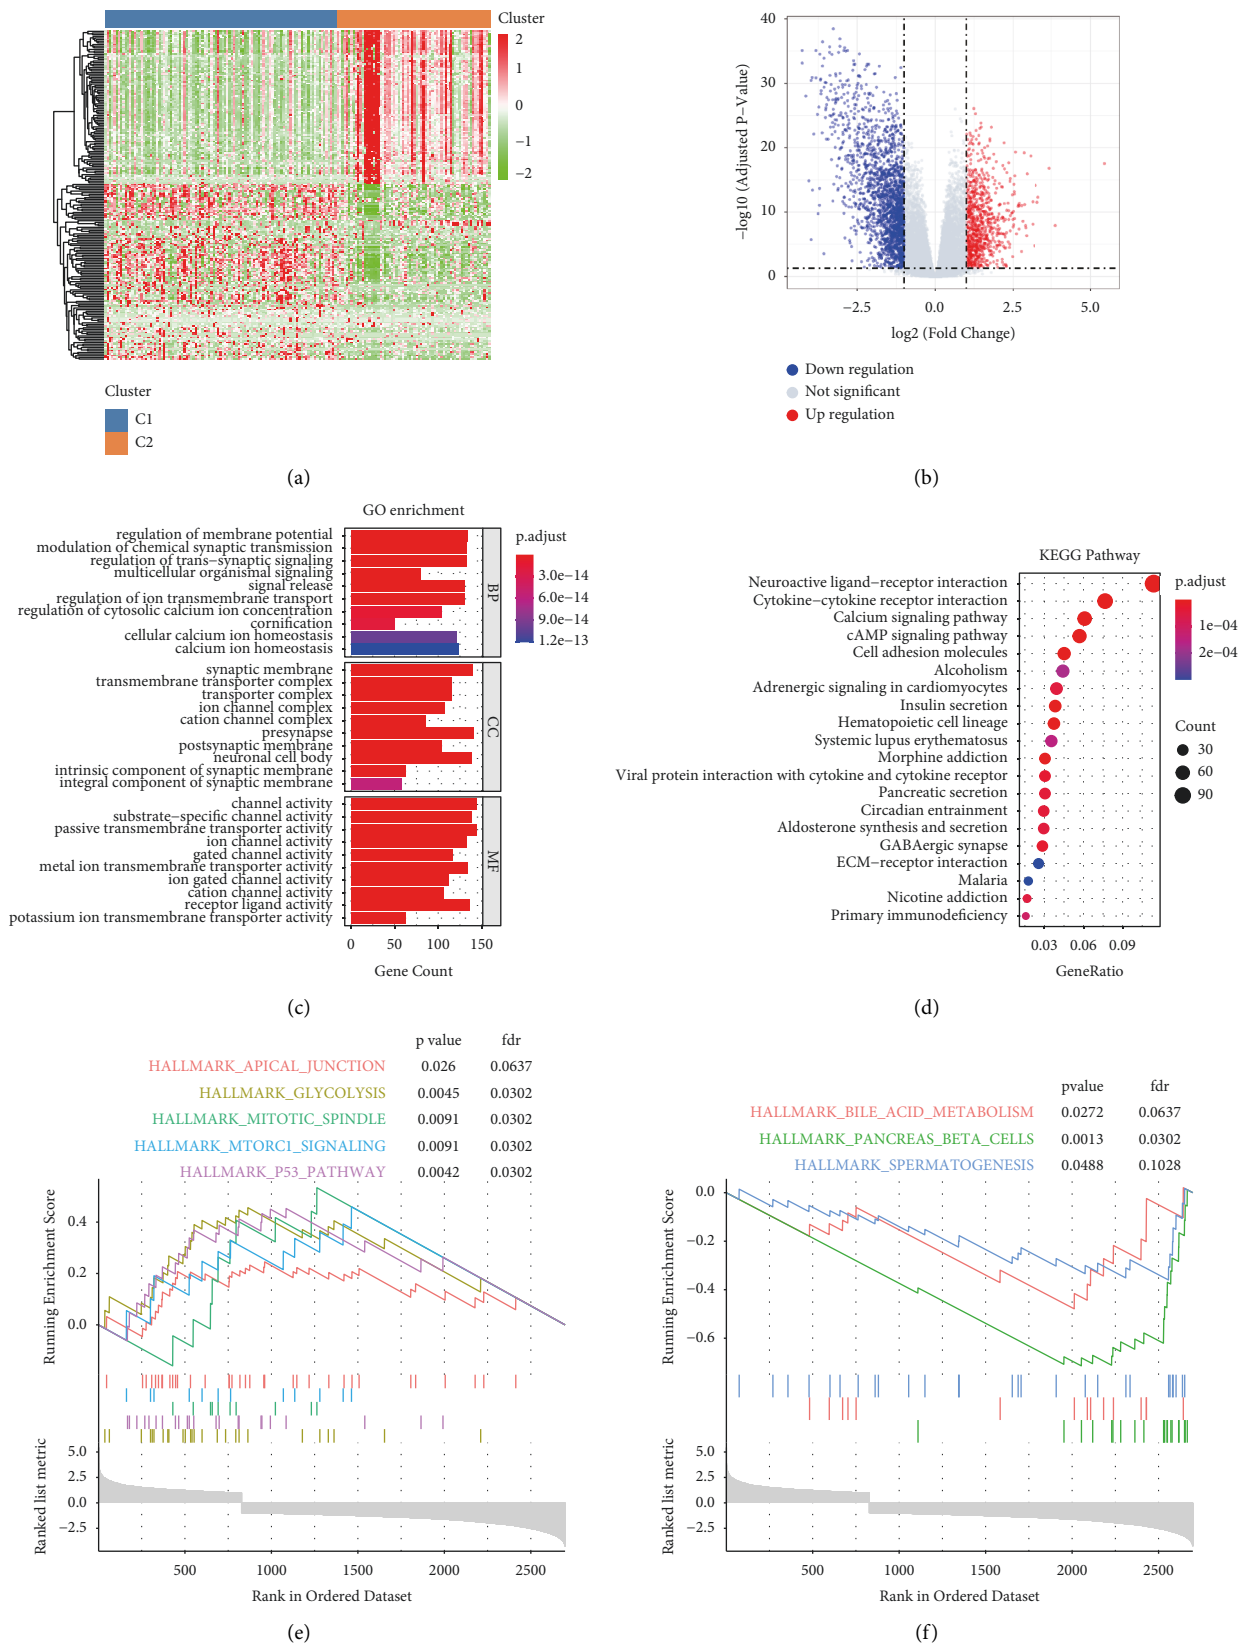 Cluster
2
1
0
−1
−2
Cluster
C1
C2
(a)
40
30
20
10
0
−log10 (Adjusted P−Value)
−2.5
0.0
2.5
5.0
log2 (Fold Change)
Down regulation
Not significant
Up regulation
(b)
GO enrichment
regulation of membrane potential
modulation of chemical synaptic transmission
regulation of trans−synaptic signaling
multicellular organismal signaling
signal release
regulation of ion transmembrane transport
regulation of cytosolic calcium ion concentration
cornification
cellular calcium ion homeostasis
calcium ion homeostasis
BP
synaptic membrane
transmembrane transporter complex
transporter complex
ion channel complex
cation channel complex
presynapse
postsynaptic membrane
neuronal cell body
intrinsic component of synaptic membrane
integral component of synaptic membrane
CC
channel activity
substrate−specific channel activity
passive transmembrane transporter activity
ion channel activity
gated channel activity
metal ion transmembrane transporter activity
ion gated channel activity
cation channel activity
receptor ligand activity
potassium ion transmembrane transporter activity
MF
0
50
100
150
Gene Count
p.adjust
3.0e−14
6.0e−14
9.0e−14
1.2e−13
(c)
KEGG Pathway
Neuroactive ligand−receptor interaction
Cytokine−cytokine receptor interaction
Calcium signaling pathway
cAMP signaling pathway
Cell adhesion molecules
Alcoholism
Adrenergic signaling in cardiomyocytes
Insulin secretion
Hematopoietic cell lineage
Systemic lupus erythematosus
Morphine addiction
Viral protein interaction with cytokine and cytokine receptor
Pancreatic secretion
Circadian entrainment
Aldosterone synthesis and secretion
GABAergic synapse
ECM−receptor interaction
Malaria
Nicotine addiction
Primary immunodeficiency
0.03
0.06
0.09
GeneRatio
p.adjust
1e−04
2e−04
Count
30
60
90
(d)
p value fdr
HALLMARK_APICAL_JUNCTION 0.026 0.0637
HALLMARK_GLYCOLYSIS 0.0045 0.0302
HALLMARK_MITOTIC_SPINDLE 0.0091 0.0302
HALLMARK_MTORC1_SIGNALING 0.0091 0.0302
HALLMARK_P53_PATHWAY 0.0042 0.0302
Running Enrichment Score
0.4
0.2
0.0
Ranked list metric
5.0
2.5
0.0
−2.5
500
1000
1500
2000
2500
Rank in Ordered Dataset
(e)
pvalue fdr
HALLMARK_BILE_ACID_METABOLISM 0.0272 0.0637
HALLMARK_PANCREAS_BETA_CELLS 0.0013 0.0302
HALLMARK_SPERMATOGENESIS 0.0488 0.1028
Running Enrichment Score
0.0
−0.2
−0.4
−0.6
Ranked list metric
5.0
2.5
0.0
−2.5
500
1000
1500
2000
2500
Rank in Ordered Dataset
(f)